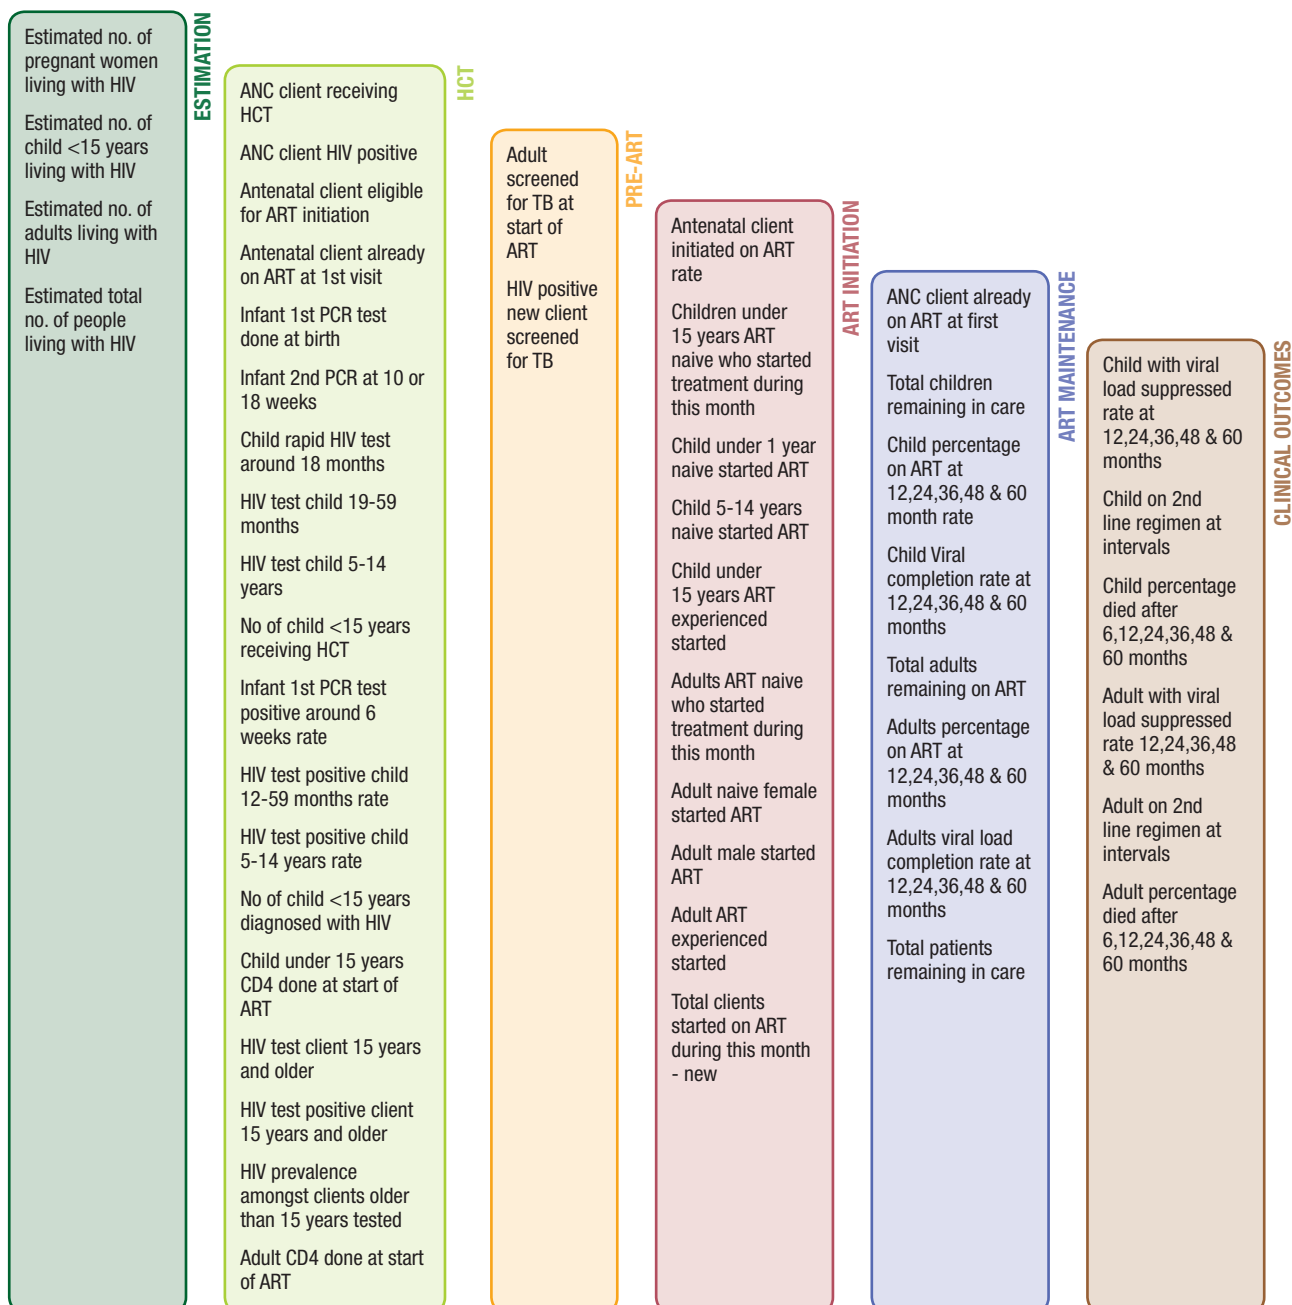 Estimated no. of
pregnant women
living with HIV
Estimated no. of
child <15 years
living with HIV
Estimated no. of
adults living with
HIV
Estimated total
no. of people
living with HIV
ESTIMATION
ANC client receiving
HCT
ANC client HIV positive
Antenatal client eligible
for ART initiation
Antenatal client already
on ART at 1st visit
Infant 1st PCR test
done at birth
Infant 2nd PCR at 10 or
18 weeks
Child rapid HIV test
around 18 months
HIV test child 19-59
months
HIV test child 5-14
years
No of child <15 years
receiving HCT
Infant 1st PCR test
positive around 6
weeks rate
HIV test positive child
12-59 months rate
HIV test positive child
5-14 years rate
No of child <15 years
diagnosed with HIV
Child under 15 years
CD4 done at start of
ART
HIV test client 15 years
and older
HIV test positive client
15 years and older
HIV prevalence
amongst clients older
than 15 years tested
Adult CD4 done at start
of ART
HCT
Adult
screened
for TB at
start of
ART
HIV positive
new client
screened
for TB
PRE-ART
Antenatal client
initiated on ART
rate
Children under
15 years ART
naive who started
treatment during
this month
Child under 1 year
naive started ART
Child 5-14 years
naive started ART
Child under
15 years ART
experienced
started
Adults ART naive
who started
treatment during
this month
Adult naive female
started ART
Adult male started
ART
Adult ART
experienced
started
Total clients
started on ART
during this month
- new
ART INITIATION
ANC client already
on ART at first
visit
Total children
remaining in care
Child percentage
on ART at
12,24,36,48 & 60
month rate
Child Viral
completion rate at
12,24,36,48 & 60
months
Total adults
remaining on ART
Adults percentage
on ART at
12,24,36,48 & 60
months
Adults viral load
completion rate at
12,24,36,48 & 60
months
Total patients
remaining in care
ART MAINTENANCE
Child with viral
load suppressed
rate at
12,24,36,48 & 60
months
Child on 2nd
line regimen at
intervals
Child percentage
died after
6,12,24,36,48 &
60 months
Adult with viral
load suppressed
rate 12,24,36,48
& 60 months
Adult on 2nd
line regimen at
intervals
Adult percentage
died after
6,12,24,36,48 &
60 months
CLINICAL OUTCOMES